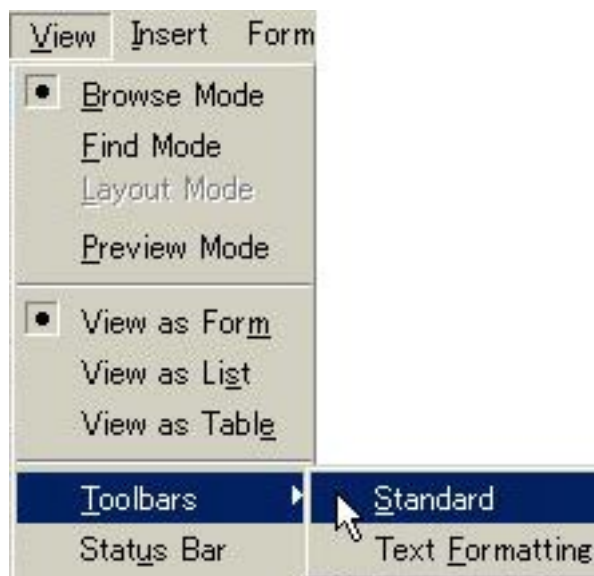 View Insert Form
Browse Mode
Find Mode
Layout Mode
Preview Mode
View as Form
View as List
View as Table
Toolbars Standard
Status Bar Text Formatting